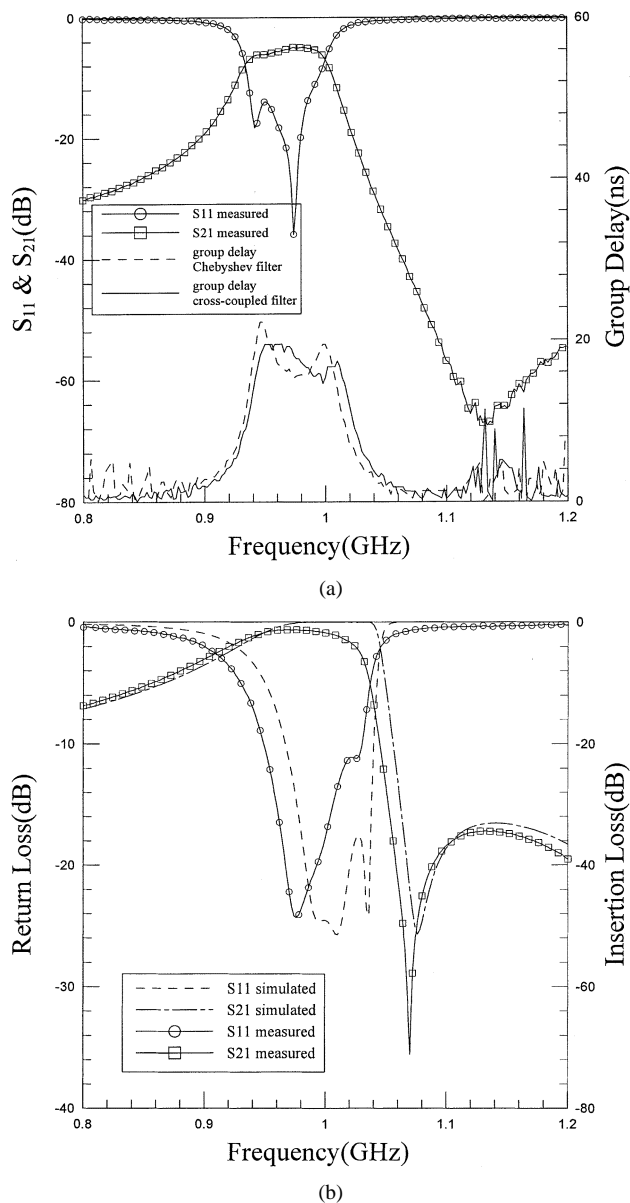 0
-20
-40
-60
-80
S11 & S21(dB)
60
40
20
0
Group Delay(ns)
S11 measured
S21 measured
group delay
Chebyshev filter
group delay
cross-coupled filter
0.8
0.9
1
1.1
1.2
Frequency(GHz)
(a)
0
-10
-20
-30
-40
Return Loss(dB)
0
-20
-40
-60
-80
Insertion Loss(dB)
S11 simulated
S21 simulated
S11 measured
S21 measured
0.8
0.9
1
1.1
1.2
Frequency(GHz)
(b)